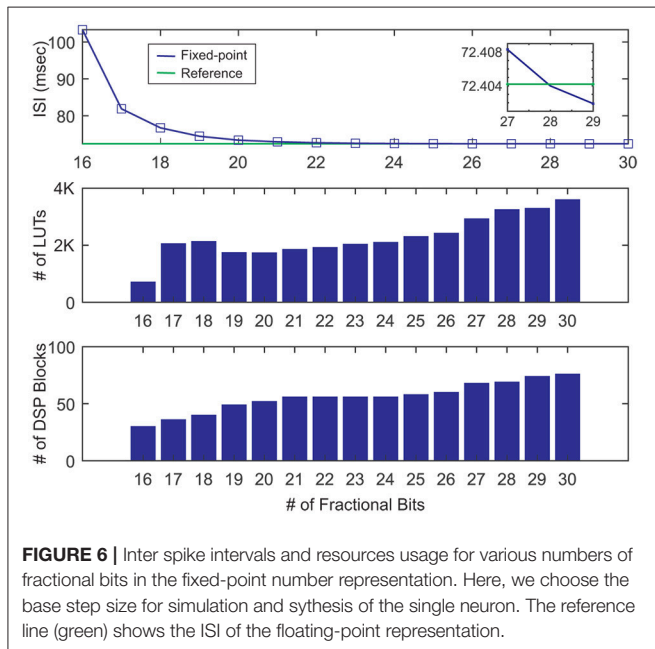 ISI (msec)
100
80
Fixed-point
Reference
72.408
72.404
27 28 29
16 18 20 22 24 26 28 30
# of LUTs
4K
2K
0
16 17 18 19 20 21 22 23 24 25 26 27 28 29 30
# of DSP Blocks
100
50
0
16 17 18 19 20 21 22 23 24 25 26 27 28 29 30
# of Fractional Bits
FIGURE 6 | Inter spike intervals and resources usage for various numbers of
fractional bits in the fixed-point number representation. Here, we choose the
base step size for simulation and sythesis of the single neuron. The reference
line (green) shows the ISI of the floating-point representation.